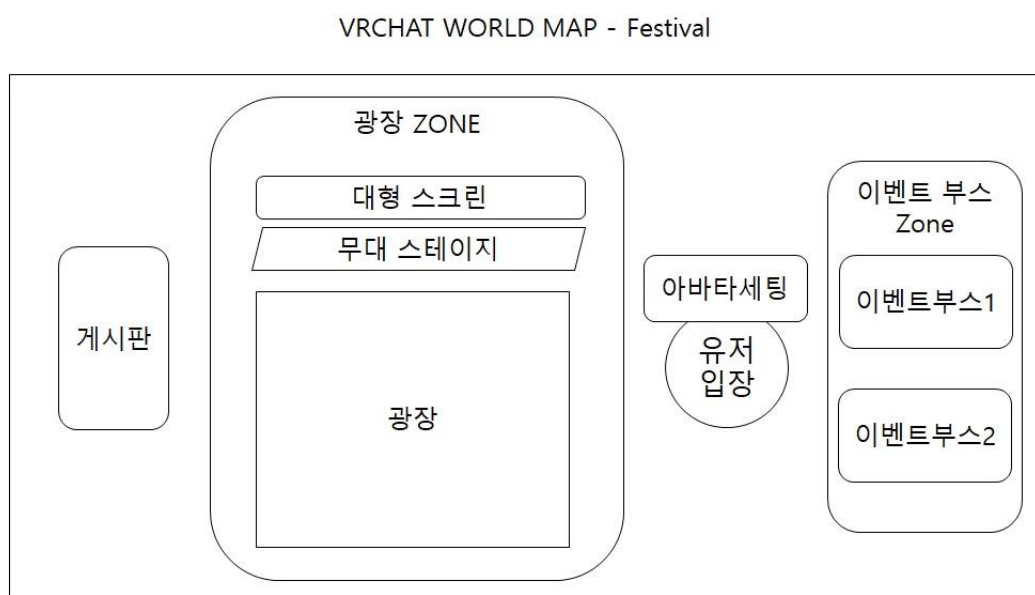 VRCHAT WORLD MAP - Festival
광장 ZONE
대형 스크린
무대 스테이지
광장
게시판
아바타세팅
유저
입장
이벤트 부스
Zone
이벤트부스1
이벤트부스2